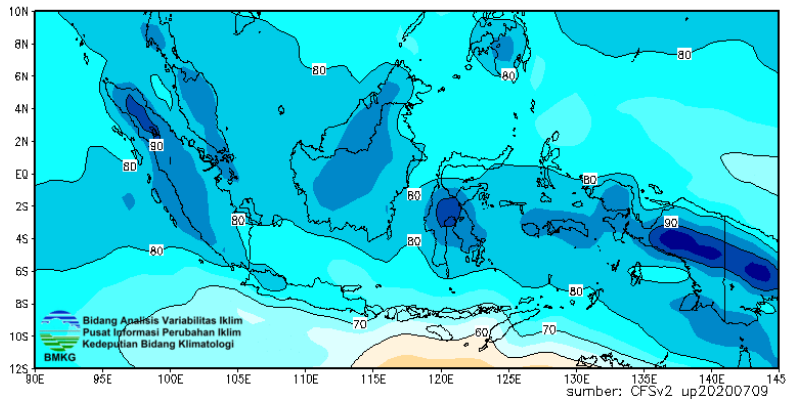 10N
8N
6N
4N
2N
EQ
2S
4S
6S
8S
10S
12S
80
80
80
90
80
80
80
80
80
80
80
90
80
70
60
70
Bidang Analisis Variabilitas Iklim
Pusat Informasi Perubahan Iklim
Kedeputian Bidang Klimatologi
BMKG
90E 95E 100E 105E 110E 115E 120E 125E 130E 135E 140E 145
sumber: CFSv2 up20200709